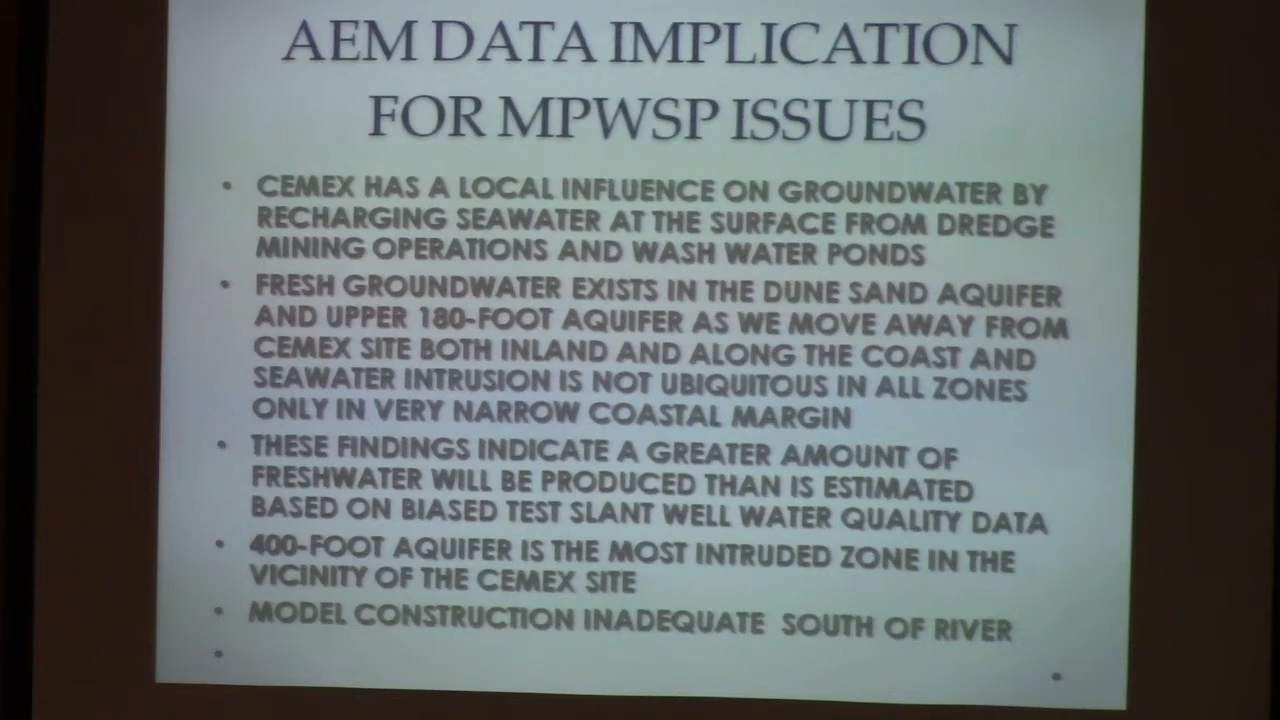 AEM DATA IMPLICATION
FOR MPWSP ISSUES
• CEMEX HAS A LOCAL INFLUENCE ON GROUNDWATER BY
RECHARGING SEAWATER AT THE SURFACE FROM DREDGE
MINING OPERATIONS AND WASH WATER PONDS
• FRESH GROUNDWATER EXISTS IN THE DUNE SAND AQUIFER
AND UPPER 180-FOOT AQUIFER AS WE MOVE AWAY FROM
CEMEX SITE BOTH INLAND AND ALONG THE COAST AND
SEAWATER INTRUSION IS NOT UBIQUITOUS IN ALL ZONES
ONLY IN VERY NARROW COASTAL MARGIN
• THESE FINDINGS INDICATE A GREATER AMOUNT OF
FRESHWATER WILL BE PRODUCED THAN IS ESTIMATED
BASED ON BIASED TEST SLANT WELL WATER QUALITY DATA
• 400-FOOT AQUIFER IS THE MOST INTRUDED ZONE IN THE
VICINITY OF THE CEMEX SITE
• MODEL CONSTRUCTION INADEQUATE SOUTH OF RIVER